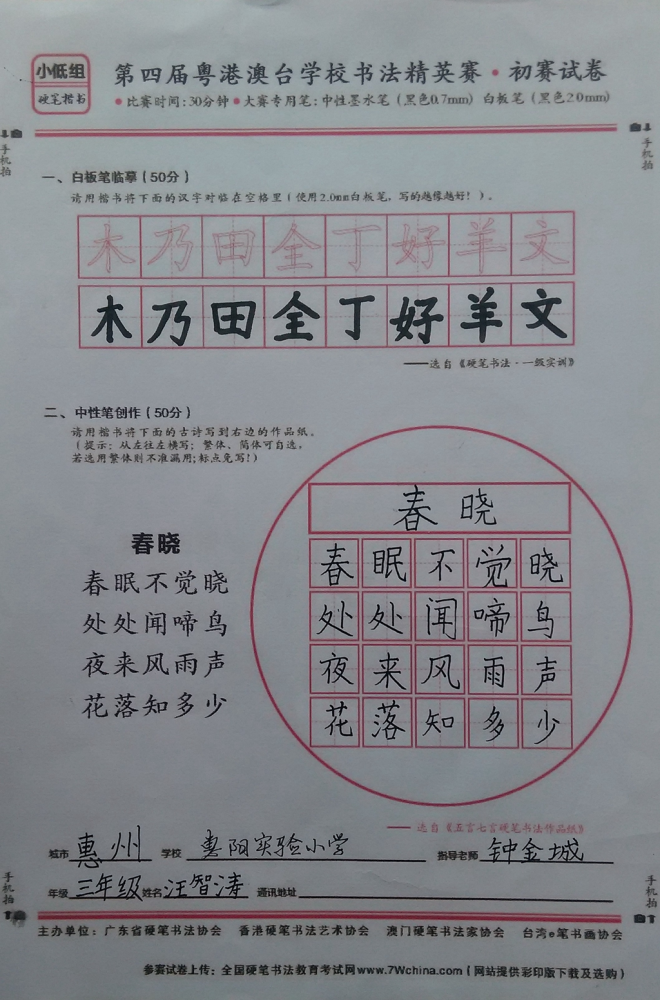 小低组
硬笔楷书
第四届粤港澳台学校书法精英赛·初赛试卷
●比赛时间:30分钟●大赛专用笔:中性墨水笔(黑色0.7mm) 白板笔(黑色2.0mm)
手机拍
手机拍
一、白板笔临摹(50分)
请用楷书将下面的汉字对临在空格里(使用2.0mm白板笔,写的越像越好!)。
木乃田全丁好羊文
木乃田全丁好羊文
——选自《硬笔书法·一级实训》
二、中性笔创作(50分)
请用楷书将下面的古诗写到右边的作品纸。
(提示:从左往左横写;繁体、简体可自选,
若选用繁体则不准漏用;标点免写!)
春晓
春眠不觉晓
处处闻啼鸟
夜来风雨声
花落知多少
春晓
春眠不觉晓
处处闻啼鸟
夜来风雨声
花落知多少
——选自《五言七言硬笔书法作品纸》
城市 惠州 学校 惠阳实验小学 指导老师 钟金城
年级 三年级 姓名 汪智涛 通讯地址
手机拍
手机拍
主办单位:广东省硬笔书法协会 香港硬笔书法艺术协会 澳门硬笔书法家协会 台湾e笔书画协会
参赛试卷上传:全国硬笔书法教育考试网www.7Wchina.com(网站提供彩印版下载及选购)